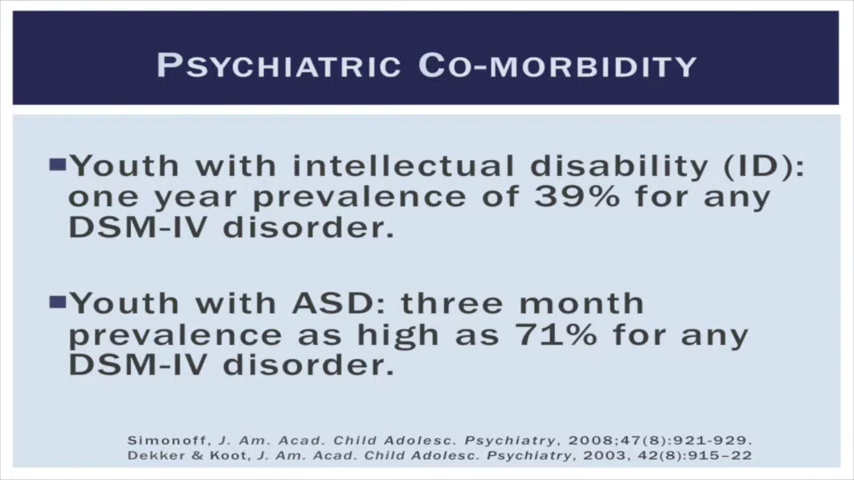 PSYCHIATRIC CO-MORBIDITY
Youth with intellectual disability (ID):
one year prevalence of 39% for any
DSM-IV disorder.
Youth with ASD: three month
prevalence as high as 71% for any
DSM-IV disorder.
Simonoff, J. Am. Acad. Child Adolesc. Psychiatry, 2008;47(8):921-929.
Dekker & Koot, J. Am. Acad. Child Adolesc. Psychiatry, 2003, 42(8):915–22